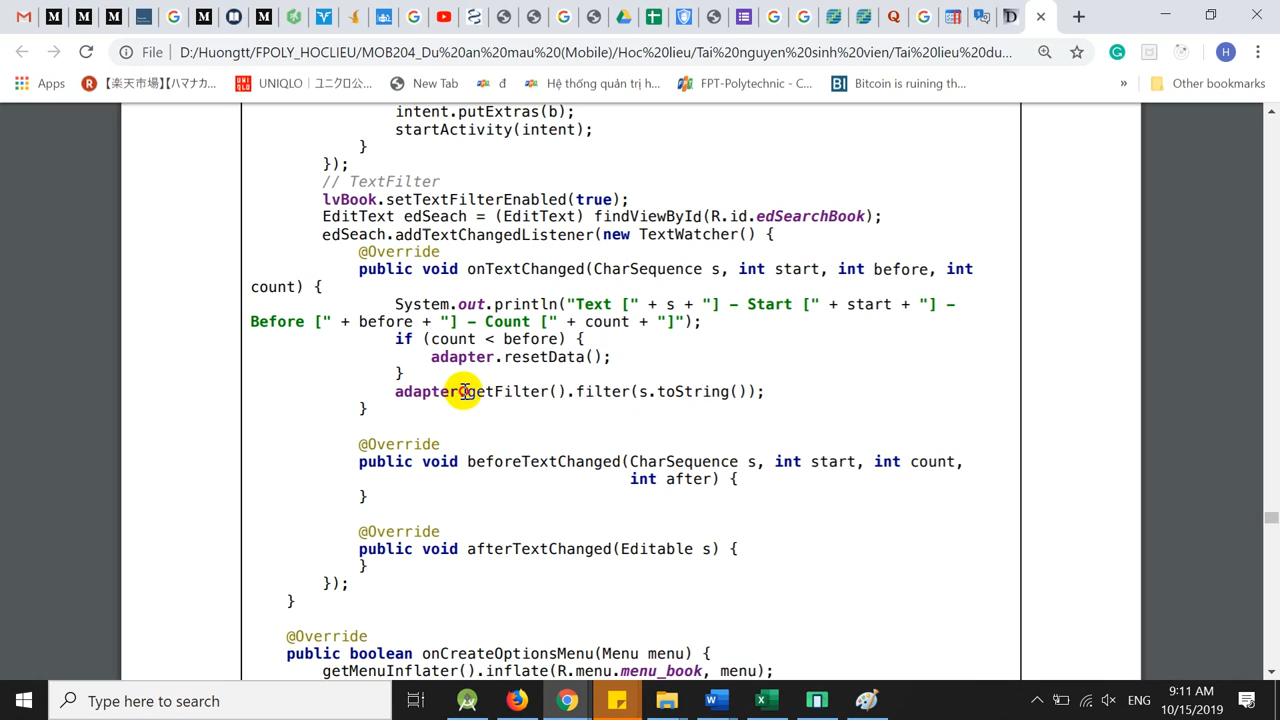 File
D:/Huongtt/FPOLY_HOCLIEU/MOB204_Du%20an%20mau%20(Mobile)/Hoc%20lieu/Tai%20nguyen%20sinh%20vien/Tai%20lieu%20du...
H
Apps
【楽天市場】【ハマナカ...
UNIQLO | ユニクロ公...
New Tab
đ
Hệ thống quản trị h...
FPT-Polytechnic - C...
Bitcoin is ruining th...
»
Other bookmarks
intent.putExtras(b);
startActivity(intent);
}
});
// TextFilter
lvBook.setTextFilterEnabled(true);
EditText edSeach = (EditText) findViewById(R.id.edSearchBook);
edSeach.addTextChangedListener(new TextWatcher() {
@Override
public void onTextChanged(CharSequence s, int start, int before, int
count) {
System.out.println("Text [" + s + "] - Start [" + start + "] -
Before [" + before + "] - Count [" + count + "]");
if (count < before) {
adapter.resetData();
}
adapter.getFilter().filter(s.toString());
}
@Override
public void beforeTextChanged(CharSequence s, int start, int count,
int after) {
}
@Override
public void afterTextChanged(Editable s) {
}
});
}
@Override
public boolean onCreateOptionsMenu(Menu menu) {
getMenuInflater().inflate(R.menu.menu_book, menu);
Type here to search
ENG
9:11 AM
10/15/2019